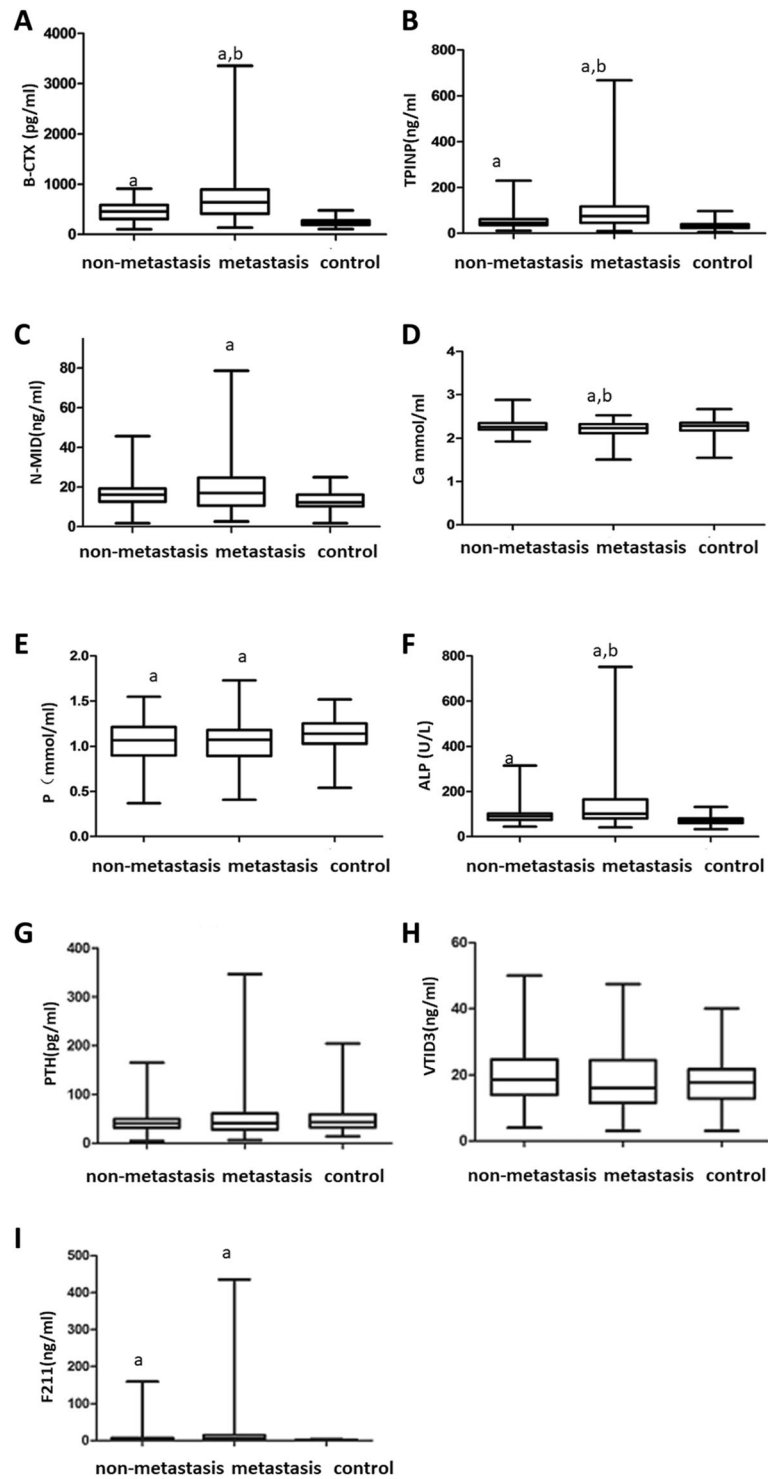 A
B-CTX (pg/ml)
4000
3000
2000
1000
0
a
a,b
non-metastasis metastasis control
B
TPINP(ng/ml
800
600
400
200
0
a
a,b
non-metastasis metastasis control
C
N-MID(ng/ml)
80
60
40
20
0
a
non-metastasis metastasis control
D
Ca mmol/ml
4
3
2
1
0
a,b
non-metastasis metastasis control
E
P（mmol/ml)
2.0
1.5
1.0
0.5
0.0
a
a
non-metastasis metastasis control
F
ALP (U/L)
800
600
400
200
0
a
a,b
non-metastasis metastasis control
G
PTH(pg/ml)
400
300
200
100
0
non-metastasis metastasis control
H
VTID3(ng/ml)
60
40
20
0
non-metastasis metastasis control
I
F211(ng/ml)
500
400
300
200
100
0
a
a
non-metastasis metastasis control